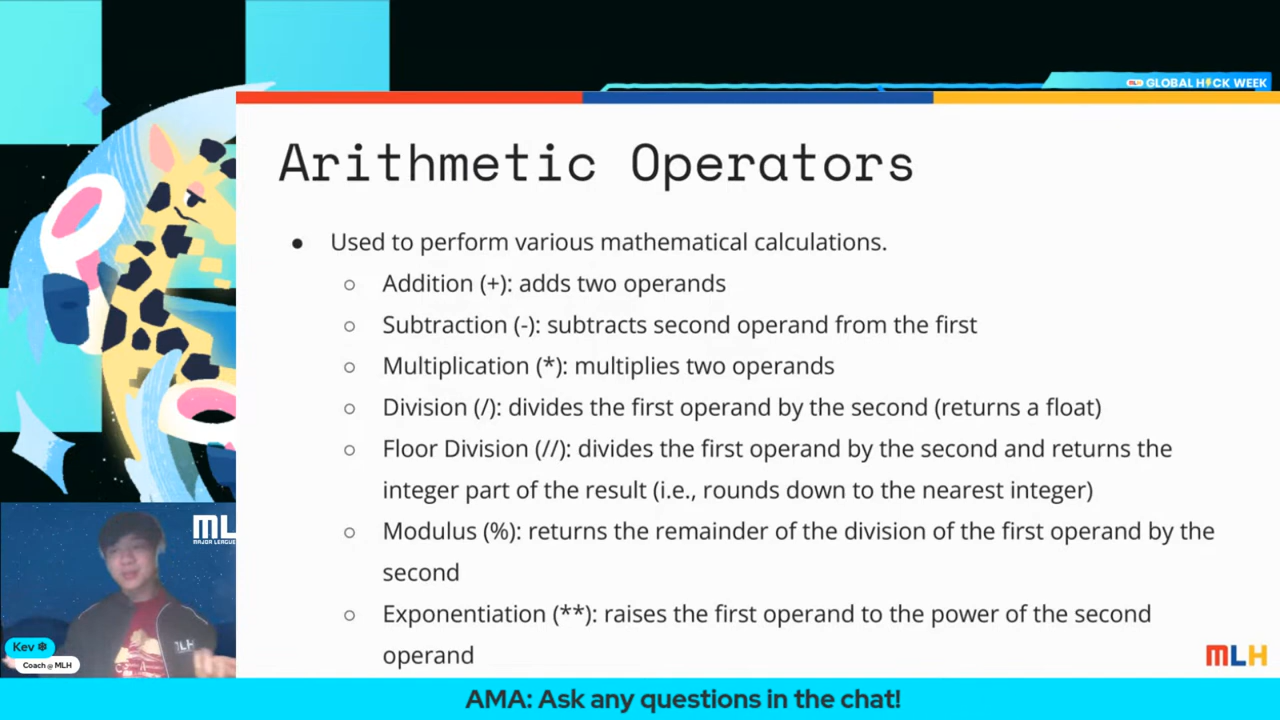 MLH GLOBAL HACK WEEK
Arithmetic Operators
● Used to perform various mathematical calculations.
○ Addition (+): adds two operands
○ Subtraction (-): subtracts second operand from the first
○ Multiplication (*): multiplies two operands
○ Division (/): divides the first operand by the second (returns a float)
○ Floor Division (//): divides the first operand by the second and returns the
integer part of the result (i.e., rounds down to the nearest integer)
○ Modulus (%): returns the remainder of the division of the first operand by the
second
○ Exponentiation (**): raises the first operand to the power of the second
operand
ML
MAJOR LEAGUE
Kev
Coach @ MLH
MLH
AMA: Ask any questions in the chat!